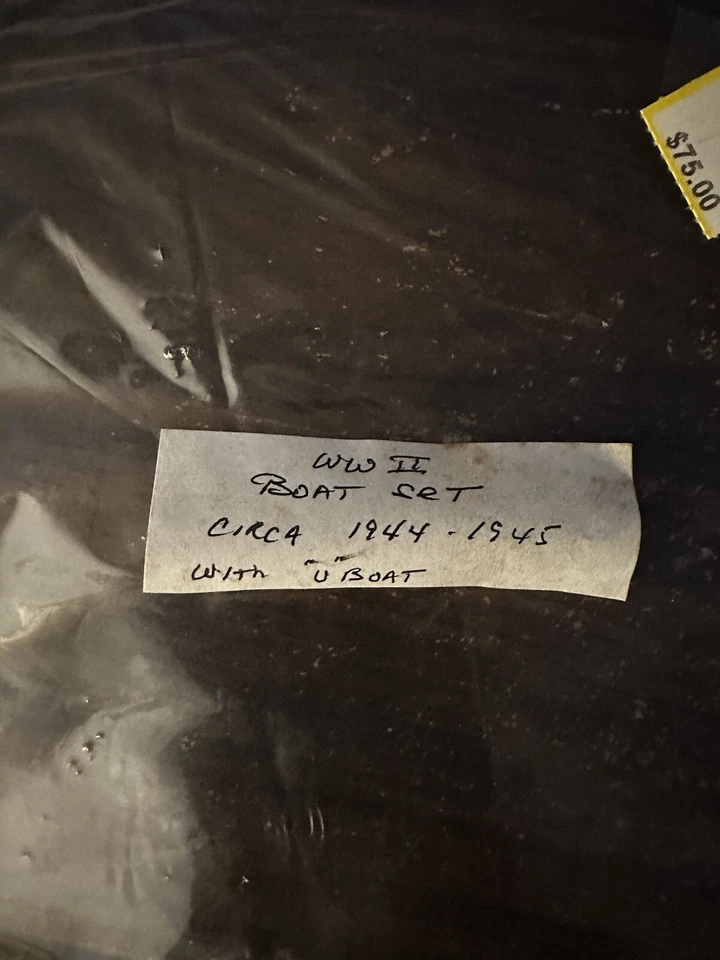 $75.00
WW II
BOAT SET
CIRCA 1944-1945
WITH "U" BOAT